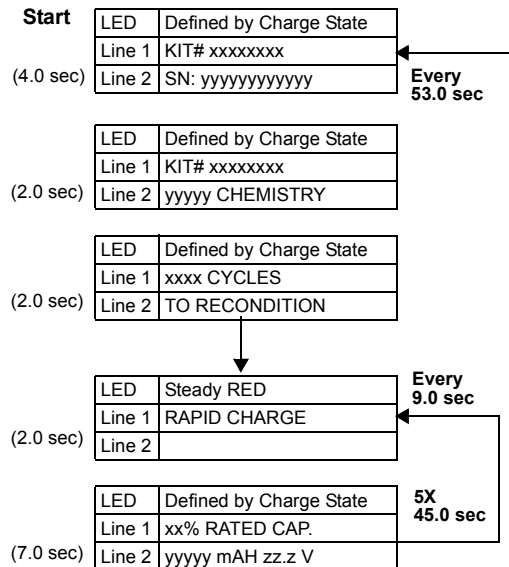 Start
LED Defined by Charge State
Line 1 KIT# xxxxxxxx
(4.0 sec) Line 2 SN: yyyyyyyyyyyy
Every
53.0 sec
LED Defined by Charge State
Line 1 KIT# xxxxxxxx
(2.0 sec) Line 2 yyyyy CHEMISTRY
LED Defined by Charge State
Line 1 xxxx CYCLES
(2.0 sec) Line 2 TO RECONDITION
LED Steady RED
Every
9.0 sec
Line 1 RAPID CHARGE
(2.0 sec) Line 2
LED Defined by Charge State
5X
45.0 sec
Line 1 xx% RATED CAP.
(7.0 sec) Line 2 yyyyy mAH zz.z V